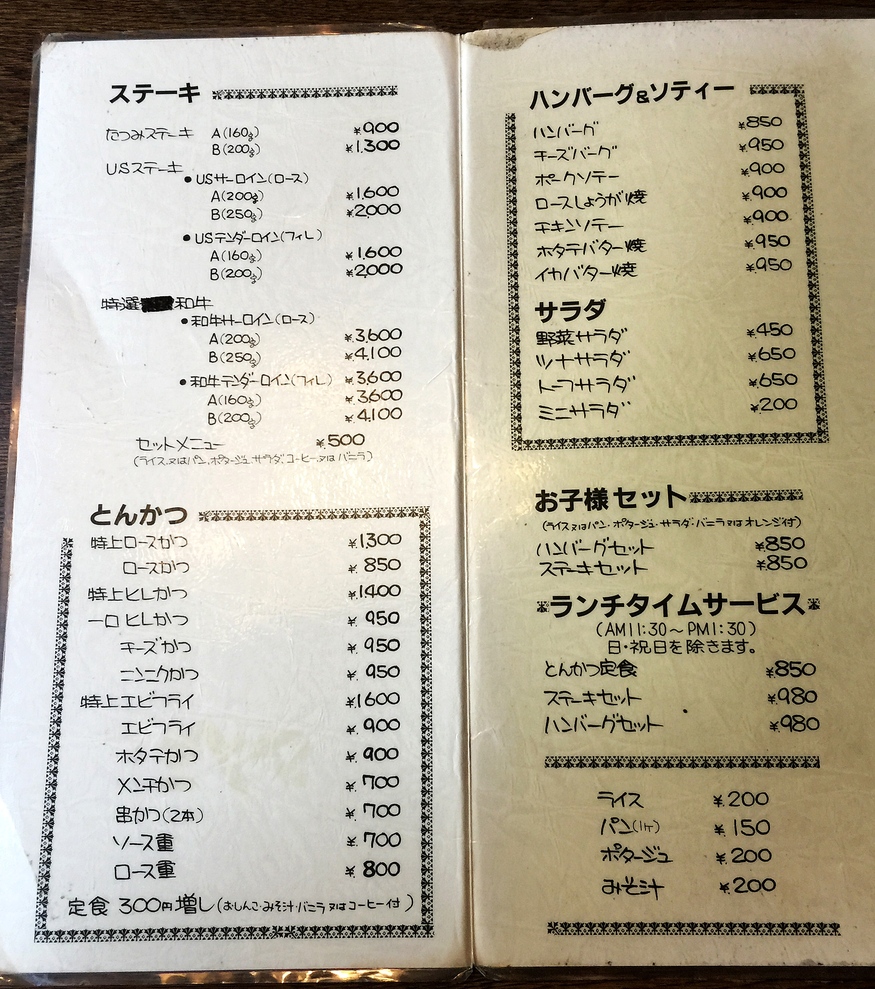 ステーキ
たつみステーキ A(160g) ¥900
B(200g) ¥1,300
USステーキ
●USサーロイン(ロース)
A(200g) ¥1,600
B(250g) ¥2,000
●USテンダーロイン(フィレ)
A(160g) ¥1,600
B(200g) ¥2,000
特選 和牛
●和牛サーロイン(ロース)
A(200g) ¥3,600
B(250g) ¥4,100
●和牛テンダーロイン(フィレ) ¥3,600
A(160g) ¥3,600
B(200g) ¥4,100
セットメニュー ¥500
(ライス又はパン、ポタージュ、サラダ、コーヒー又はバニラ)
とんかつ
特上ロースかつ ¥1,300
ロースかつ ¥850
特上ヒレかつ ¥1,400
一口ヒレかつ ¥950
チーズかつ ¥950
ニンニクかつ ¥950
特上エビフライ ¥1600
エビフライ ¥900
ホタテかつ ¥900
メンチかつ ¥700
串かつ(2本) ¥700
ソース重 ¥700
ロース重 ¥800
定食 300円増し(おしんこ・みそ汁・バニラ又はコーヒー付)
ハンバーグ&ソティー
ハンバーグ ¥850
チーズバーグ ¥950
ポークソテー ¥900
ロースしょうが焼 ¥900
チキンソテー ¥900
ホタテバター焼 ¥950
イカバター焼 ¥950
サラダ
野菜サラダ ¥450
ツナサラダ ¥650
トーフサラダ ¥650
ミニサラダ ¥200
お子様セット
(ライス又はパン・ポタージュ・サラダ・バニラ又はオレンジ付)
ハンバーグセット ¥850
ステーキセット ¥850
ランチタイムサービス
(AM11:30〜PM1:30)
日・祝日を除きます。
とんかつ定食 ¥850
ステーキセット ¥980
ハンバーグセット ¥980
ライス ¥200
パン(1ケ) ¥150
ポタージュ ¥200
みそ汁 ¥200